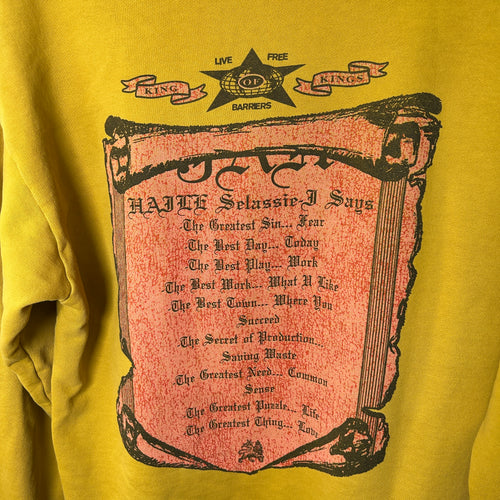 LIVE FREE
KING OF KINGS
BARRIERS
HAILE Selassie-I Says
The Greatest Sin... Fear
The Best Day... Today
The Best Play... Work
The Best Work... What U Like
The Best Town... Where You
Succeed
The Secret of Production...
Saving Waste
The Greatest Need... Common
Sense
The Greatest Puzzle... Life
The Greatest Thing... Love